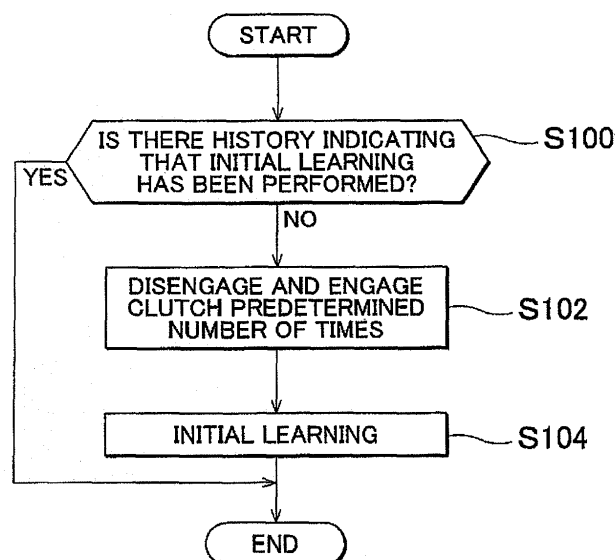 START
IS THERE HISTORY INDICATING
THAT INITIAL LEARNING
HAS BEEN PERFORMED?
S100
YES
NO
DISENGAGE AND ENGAGE
CLUTCH PREDETERMINED
NUMBER OF TIMES
S102
INITIAL LEARNING
S104
END